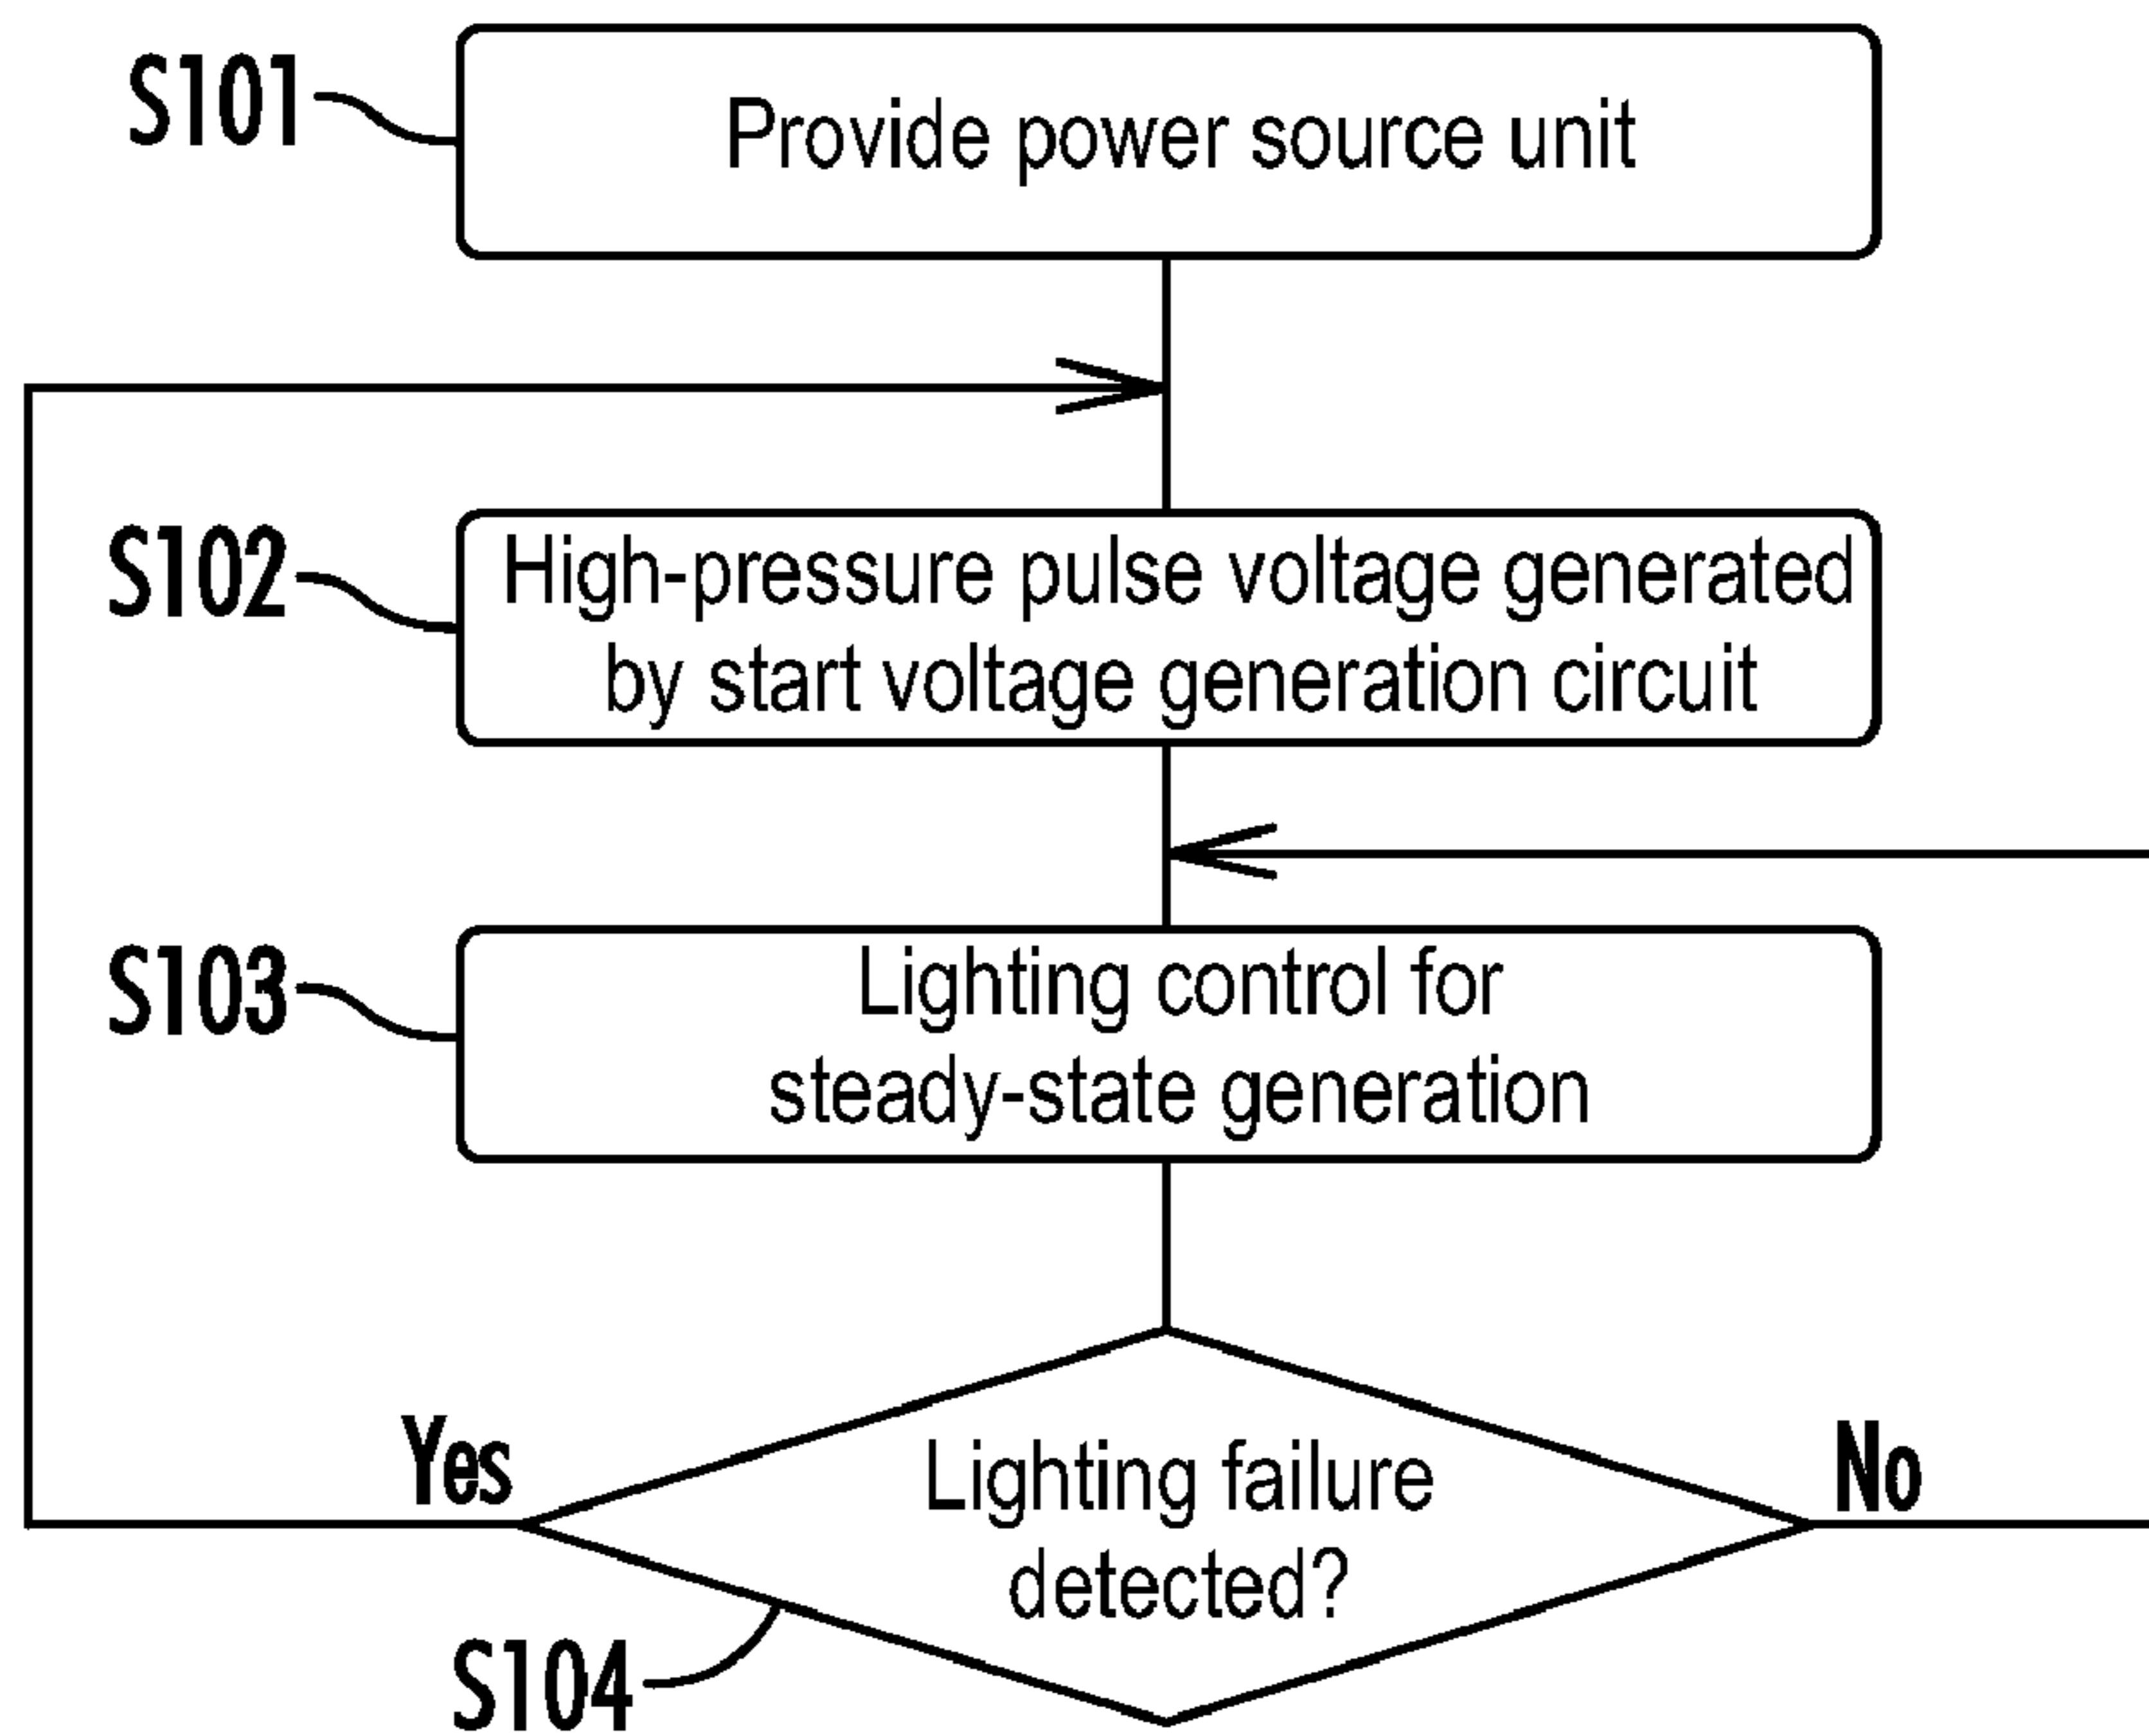 S101
Provide power source unit
S102
High-pressure pulse voltage generated
by start voltage generation circuit
S103
Lighting control for
steady-state generation
Yes
No
Lighting failure
detected?
S104